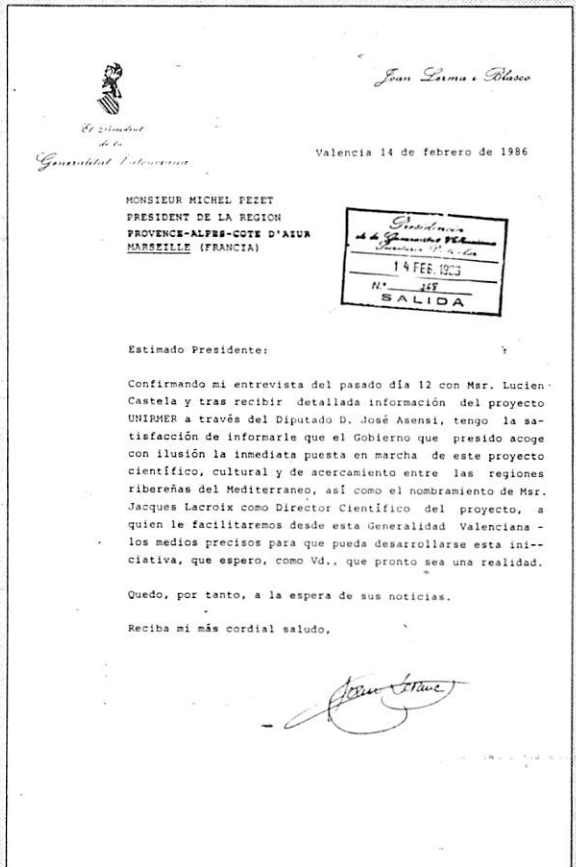 Joan Lerma i Blasco
El President
de la
Generalitat Valenciana
Valencia 14 de febrero de 1986
MONSIEUR MICHEL PEZET
PRESIDENT DE LA REGION
PROVENCE-ALPES-COTE D'AZUR
MARSEILLE (FRANCIA)
Presidencia
de la Generalitat Valenciana
14 FEB. 1986
N.° 268
SALIDA
Estimado Presidente:
Confirmando mi entrevista del pasado día 12 con Msr. Lucien
Castela y tras recibir detallada información del proyecto
UNIRMER a través del Diputado D. José Asensi, tengo la sa-
tisfacción de informarle que el Gobierno que presido acoge
con ilusión la inmediata puesta en marcha de este proyecto
científico, cultural y de acercamiento entre las regiones
ribereñas del Mediterraneo, así como el nombramiento de Msr.
Jacques Lacroix como Director Científico del proyecto, a
quien le facilitaremos desde esta Generalidad Valenciana -
los medios precisos para que pueda desarrollarse esta ini--
ciativa, que espero, como Vd., que pronto sea una realidad.
Quedo, por tanto, a la espera de sus noticias.
Reciba mi más cordial saludo,
Joan Lerma